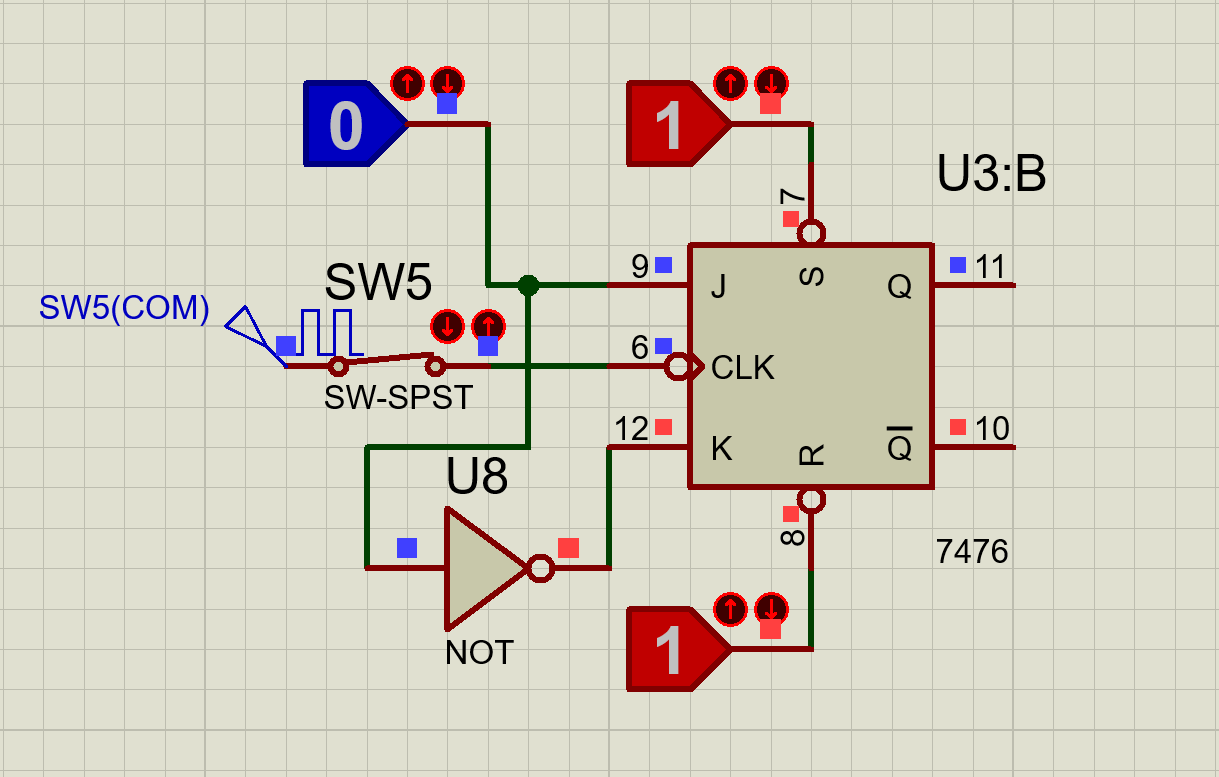 0
1
U3:B
7
SW5
SW5(COM)
9
J
S
Q
11
6
CLK
SW-SPST
12
K
R
Q
10
U8
8
7476
NOT
1